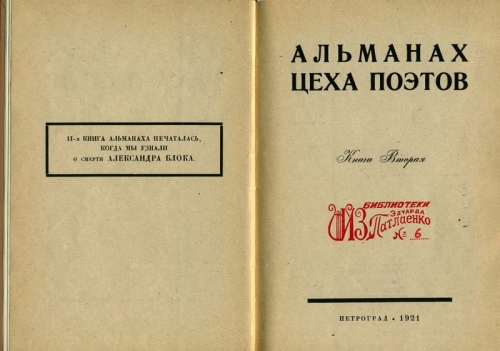 II-я КНИГА АЛЬМАНАХА ПЕЧАТАЛАСЬ,
КОГДА МЫ УЗНАЛИ
О СМЕРТИ АЛЕКСАНДРА БЛОКА.
АЛЬМАНАХ
ЦЕХА ПОЭТОВ
Книга Вторая
ИЗ БИБЛИОТЕКИ
ЭДУАРДА
Патлаенко
№ 6
ПЕТРОГРАД • 1921